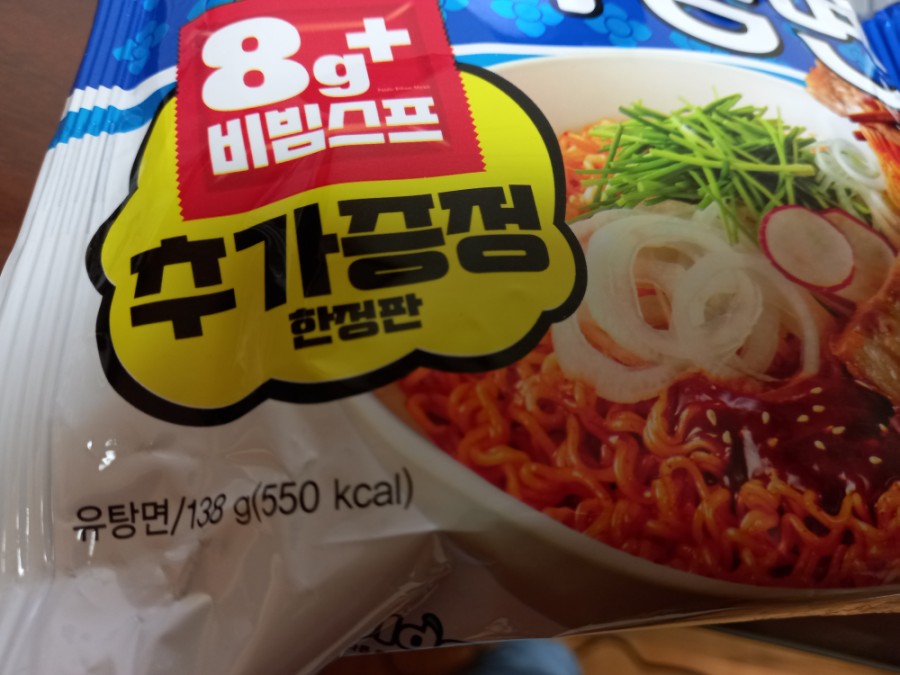 8g+
비빔스프
추가증정
한정판
유탕면/138 g(550 kcal)